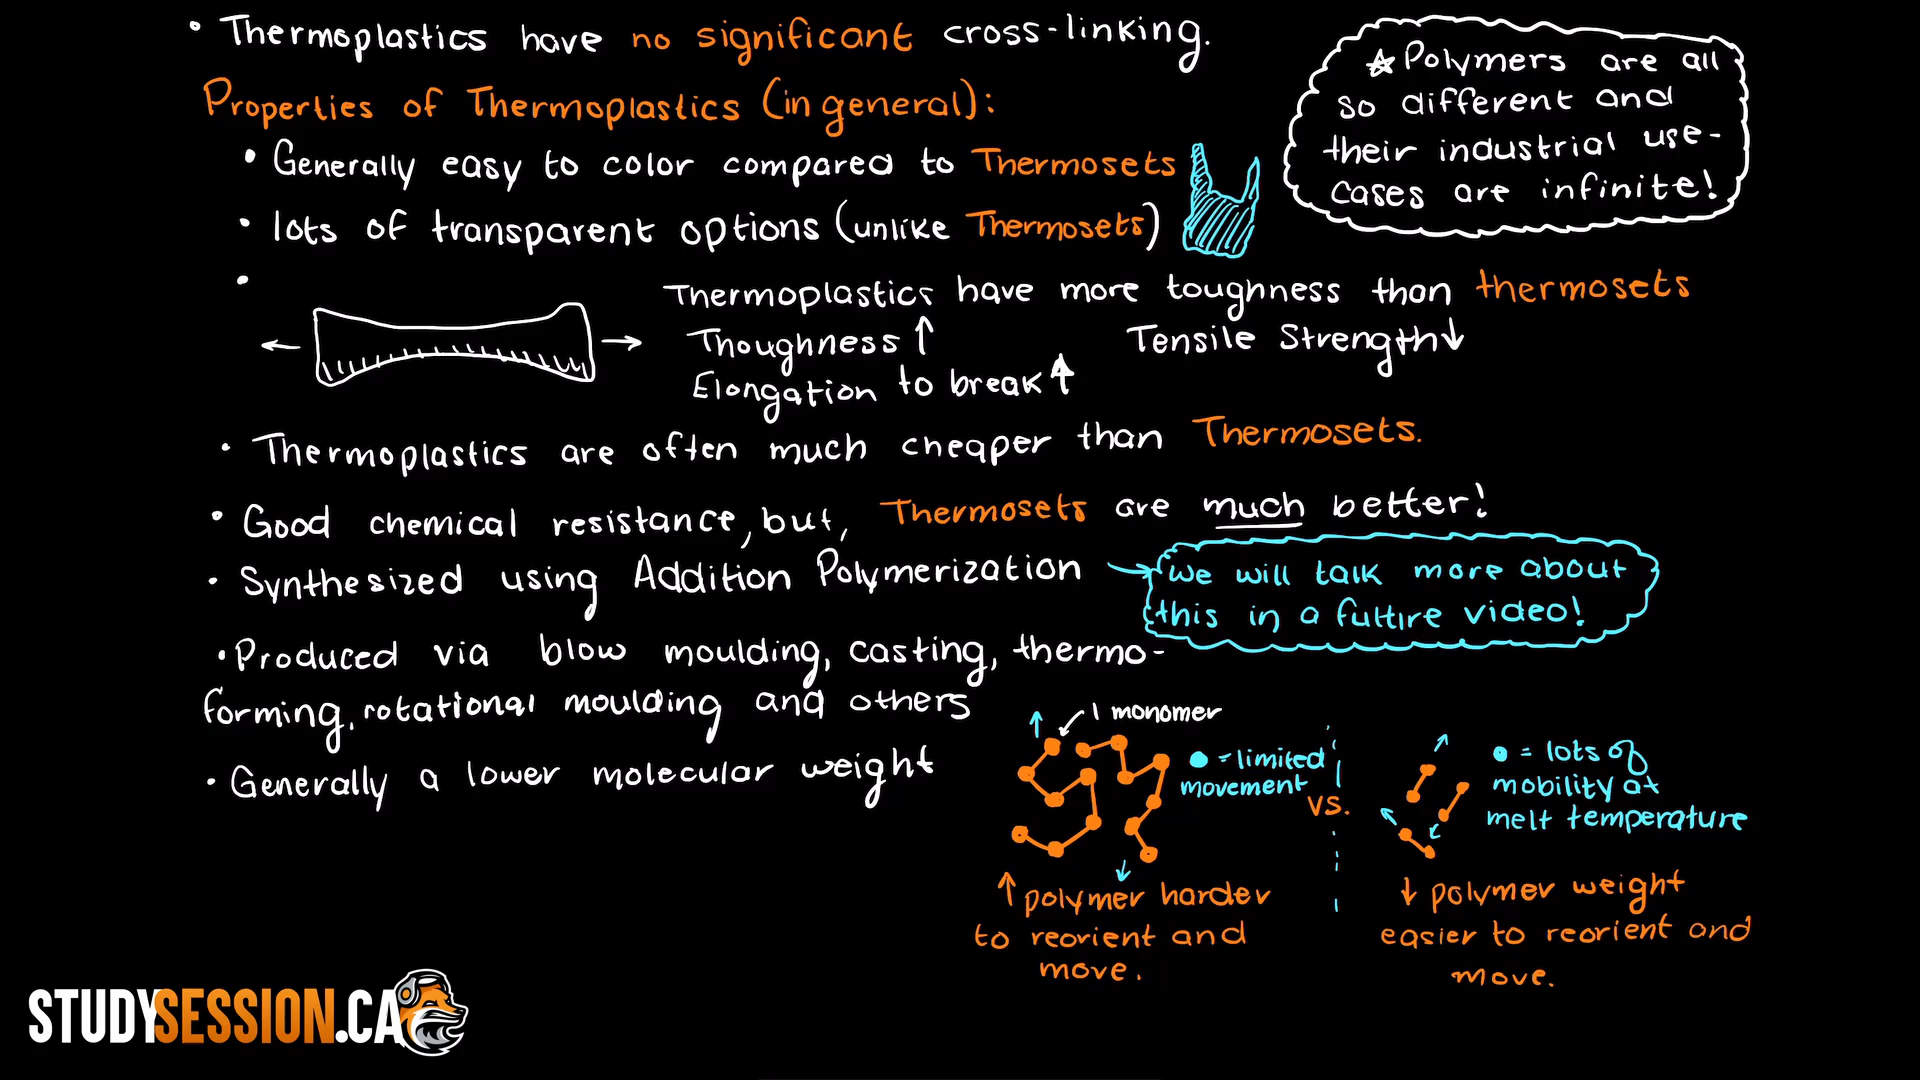 • Thermoplastics have no significant cross-linking.
Properties of Thermoplastics (in general):
• Generally easy to color compared to Thermosets
• lots of transparent options (unlike Thermosets)
☆ Polymers are all
so different and
their industrial use-
cases are infinite!
• Thermoplastics have more toughness than thermosets
Thoughness ↑ Tensile Strength ↓
Elongation to break ↑
• Thermoplastics are often much cheaper than Thermosets.
• Good chemical resistance, but, Thermosets are much better!
• Synthesized using Addition Polymerization →
We will talk more about
this in a fultire video!
• Produced via blow moulding, casting, thermo-
forming, rotational moulding and others
• Generally a lower molecular weight
1 monomer
• = limited
movement
vs.
• = lots of
mobility at
melt temperature
↑ polymer harder
to reorient and
move.
↓ polymer weight
easier to reorient and
move.
STUDYSESSION.CA